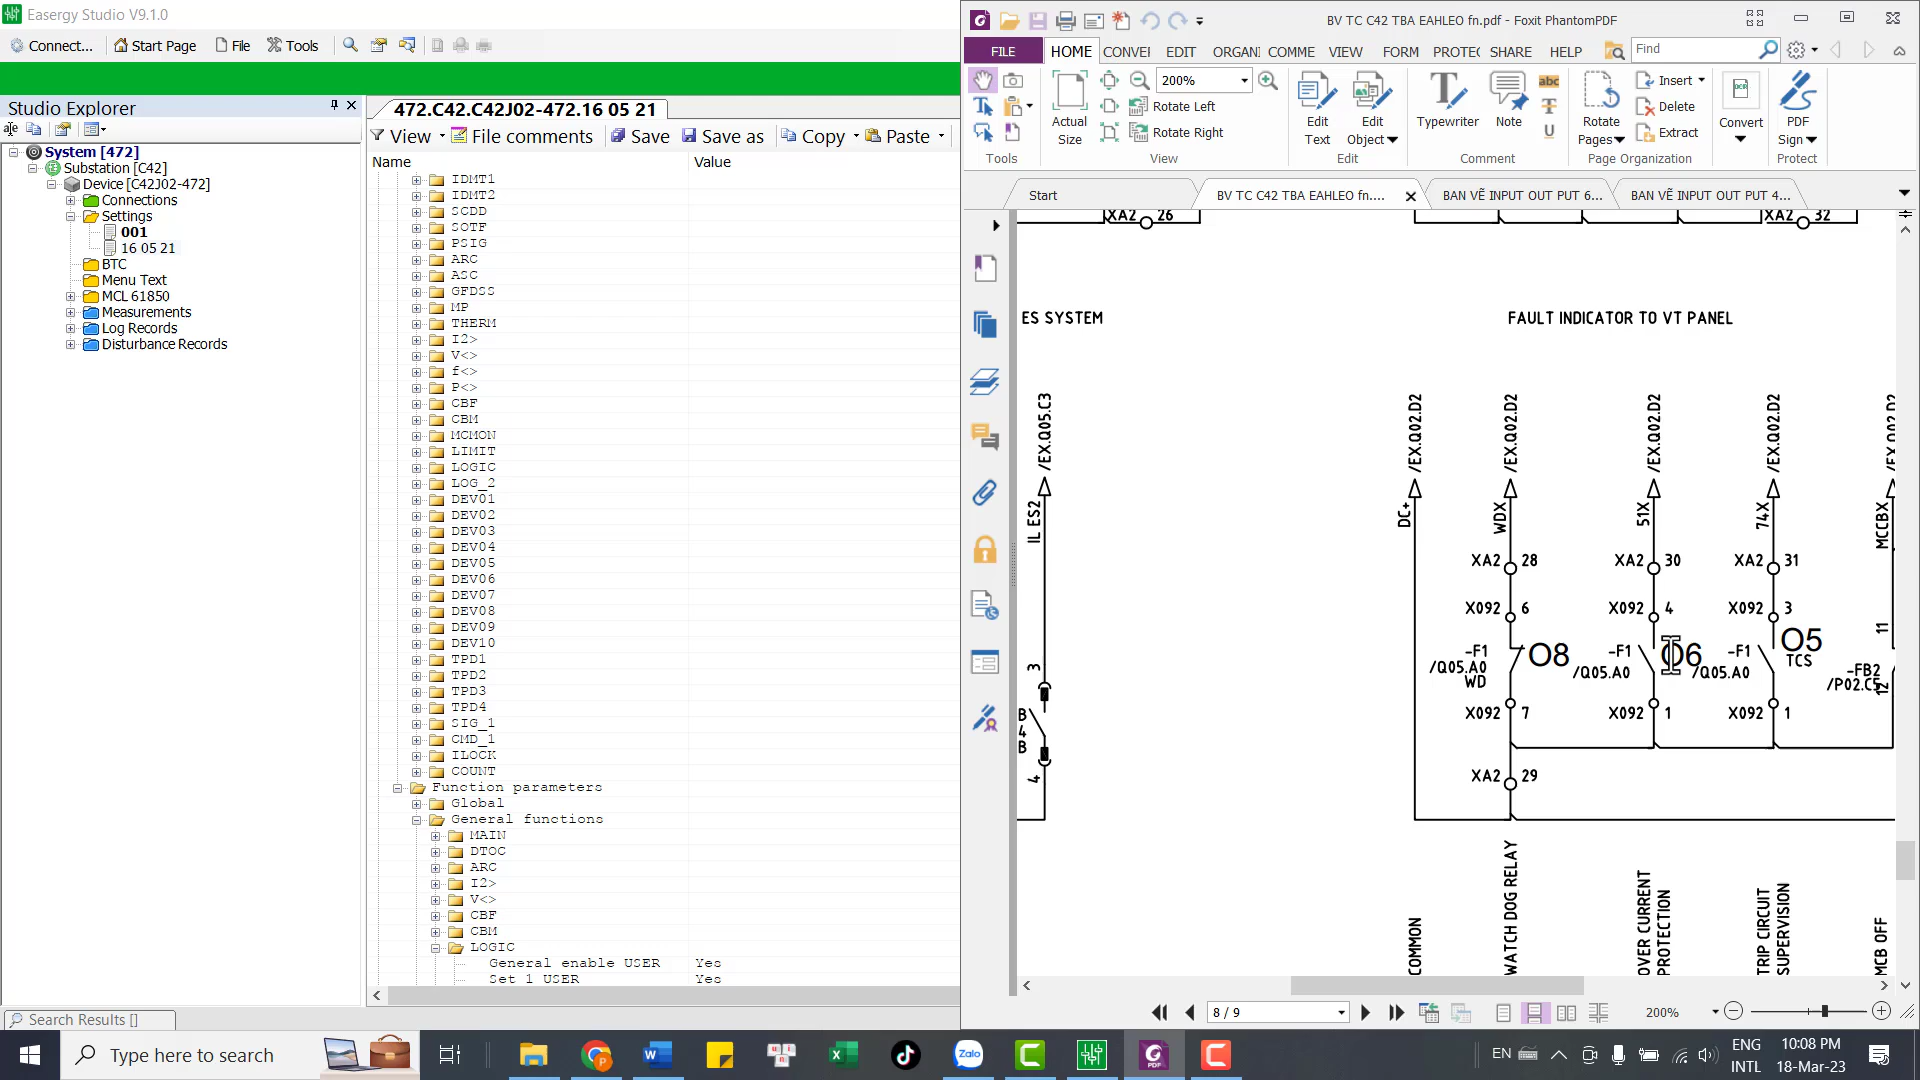 Easergy Studio V9.1.0
Connect... Start Page File Tools
Studio Explorer
System [472]
Substation [C42]
Device [C42J02-472]
Connections
Settings
001
16 05 21
BTC
Menu Text
MCL 61850
Measurements
Log Records
Disturbance Records
Search Results []
472.C42.C42J02-472.16 05 21
View File comments Save Save as Copy Paste
Name Value
IDMT1
IDMT2
SCDD
SOTF
PSIG
ARC
ASC
GFDSS
MP
THERM
I2>
V<>
f<>
P<>
CBF
CBM
MCMON
LIMIT
LOGIC
LOG_2
DEV01
DEV02
DEV03
DEV04
DEV05
DEV06
DEV07
DEV08
DEV09
DEV10
TPD1
TPD2
TPD3
TPD4
SIG_1
CMD_1
ILOCK
COUNT
Function parameters
Global
General functions
MAIN
DTOC
ARC
I2>
V<>
CBF
CBM
LOGIC
General enable USER Yes
Set 1 USER Yes
BV TC C42 TBA EAHLEO fn.pdf - Foxit PhantomPDF
FILE HOME CONVER EDIT ORGANI COMME VIEW FORM PROTEC SHARE HELP Find
200%
Actual Size
Rotate Left
Rotate Right
Edit Text
Edit Object
Typewriter
Note
Rotate Pages
Insert
Delete
Extract
Convert
PDF Sign
Tools View Edit Comment Page Organization Protect
Start BV TC C42 TBA EAHLEO fn.... BAN VẼ INPUT OUT PUT 6... BAN VẼ INPUT OUT PUT 4...
XA2 26 XA2 32
ES SYSTEM FAULT INDICATOR TO VT PANEL
/EX.Q05.C3 /EX.Q02.D2 /EX.Q02.D2 /EX.Q02.D2 /EX.Q02.D2 /EX.Q02.D2
IL ES2 DC+ WDX 51X 74X MCCBX
XA2 28 XA2 30 XA2 31
X092 6 X092 4 X092 3
11
-F1 O8 -F1 O6 -F1 O5
/Q05.A0 /Q05.A0 /Q05.A0 TCS
WD
-FB2
12
3
X092 7 X092 1 X092 1
B
4
B
4
XA2 29
COMMON
WATCH DOG RELAY
OVER CURRENT PROTECTION
TRIP CIRCUIT SUPERVISION
MCB OFF
8 / 9
200%
Type here to search
EN
ENG
INTL
10:08 PM
18-Mar-23